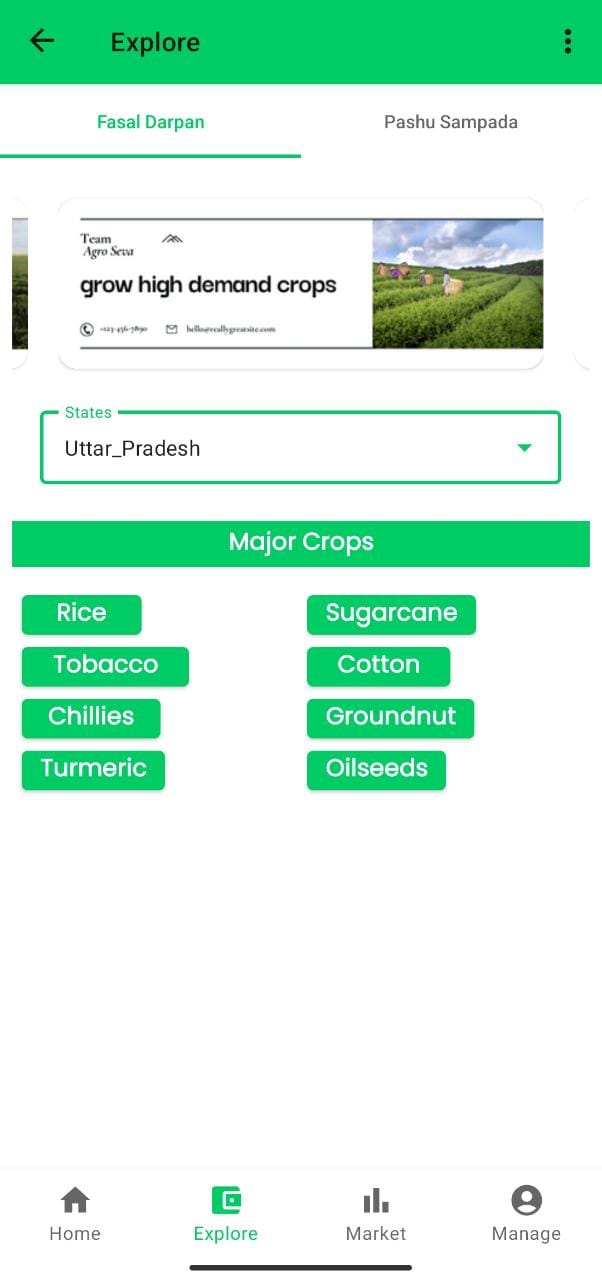 Explore
Fasal Darpan
Pashu Sampada
Team
Agro Seva
grow high demand crops
+123-456-7890
hello@reallygreatsite.com
States
Uttar_Pradesh
Major Crops
Rice
Sugarcane
Tobacco
Cotton
Chillies
Groundnut
Turmeric
Oilseeds
Home
Explore
Market
Manage